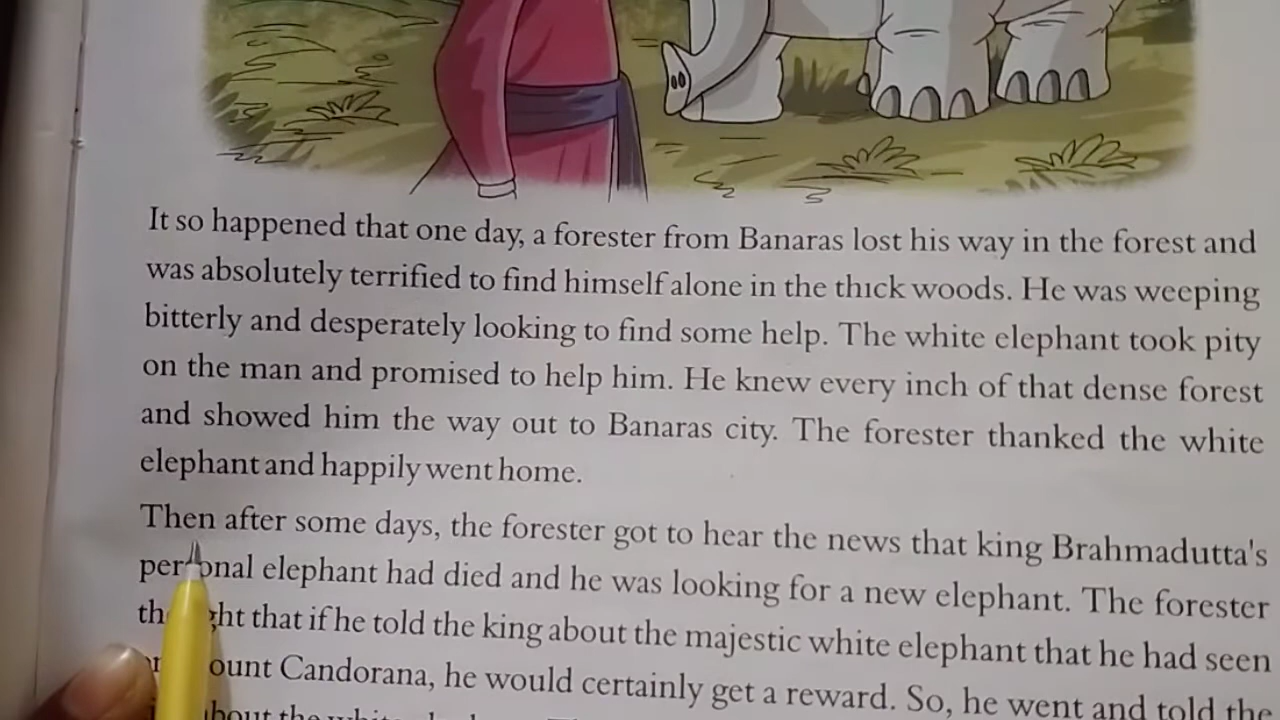 It so happened that one day, a forester from Banaras lost his way in the forest and
was absolutely terrified to find himself alone in the thick woods. He was weeping
bitterly and desperately looking to find some help. The white elephant took pity
on the man and promised to help him. He knew every inch of that dense forest
and showed him the way out to Banaras city. The forester thanked the white
elephant and happily went home.
Then after some days, the forester got to hear the news that king Brahmadutta's
personal elephant had died and he was looking for a new elephant. The forester
thought that if he told the king about the majestic white elephant that he had seen
Mount Candorana, he would certainly get a reward. So, he went and told the
about the